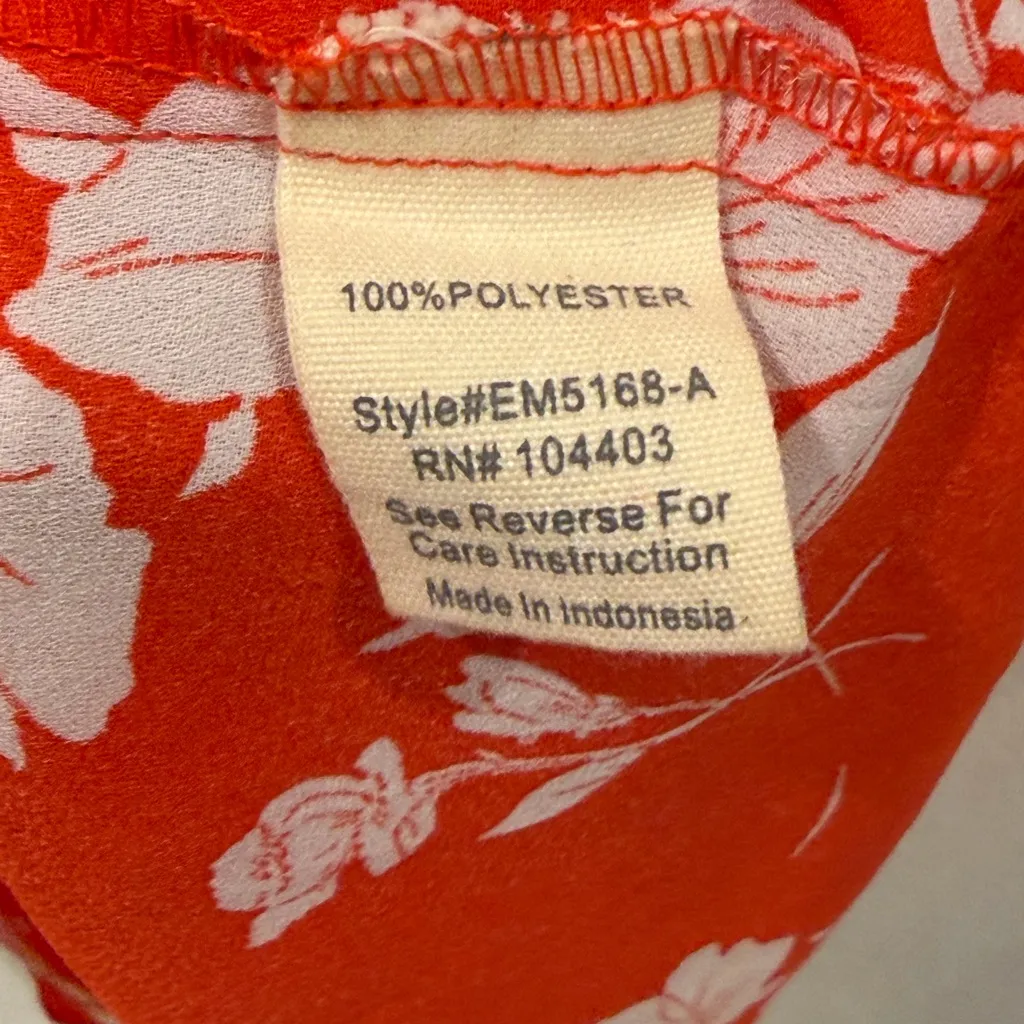 100%POLYESTER
Style#EM5168-A
RN# 104403
See Reverse For
Care Instruction
Made In Indonesia